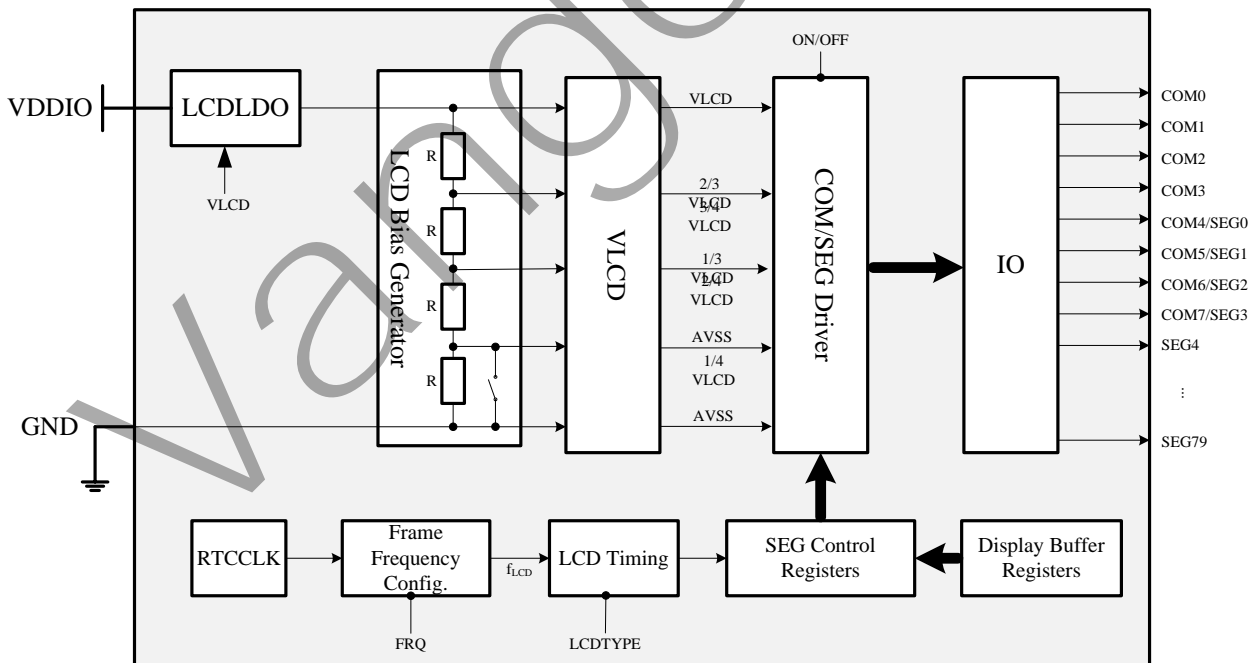 ON/OFF
VDDIO
LCDLDO
VLCD
LCD Bias Generator
R
R
R
R
VLCD
VLCD
2/3
VLCD
3/4
VLCD
1/3
VLCD
2/4
VLCD
AVSS
1/4
VLCD
AVSS
COM/SEG Driver
IO
COM0
COM1
COM2
COM3
COM4/SEG0
COM5/SEG1
COM6/SEG2
COM7/SEG3
SEG4
...
SEG79
GND
RTCCLK
Frame
Frequency
Config.
fLCD
LCD Timing
SEG Control
Registers
Display Buffer
Registers
FRQ
LCDTYPE